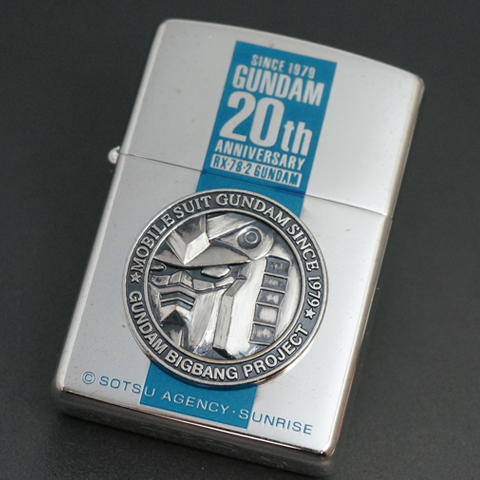 SINCE 1979
GUNDAM
20th
ANNIVERSARY
RX-78-2 GUNDAM
★MOBILE SUIT GUNDAM SINCE 1979★
GUNDAM BIGBANG PROJECT
© SOTSU AGENCY・SUNRISE